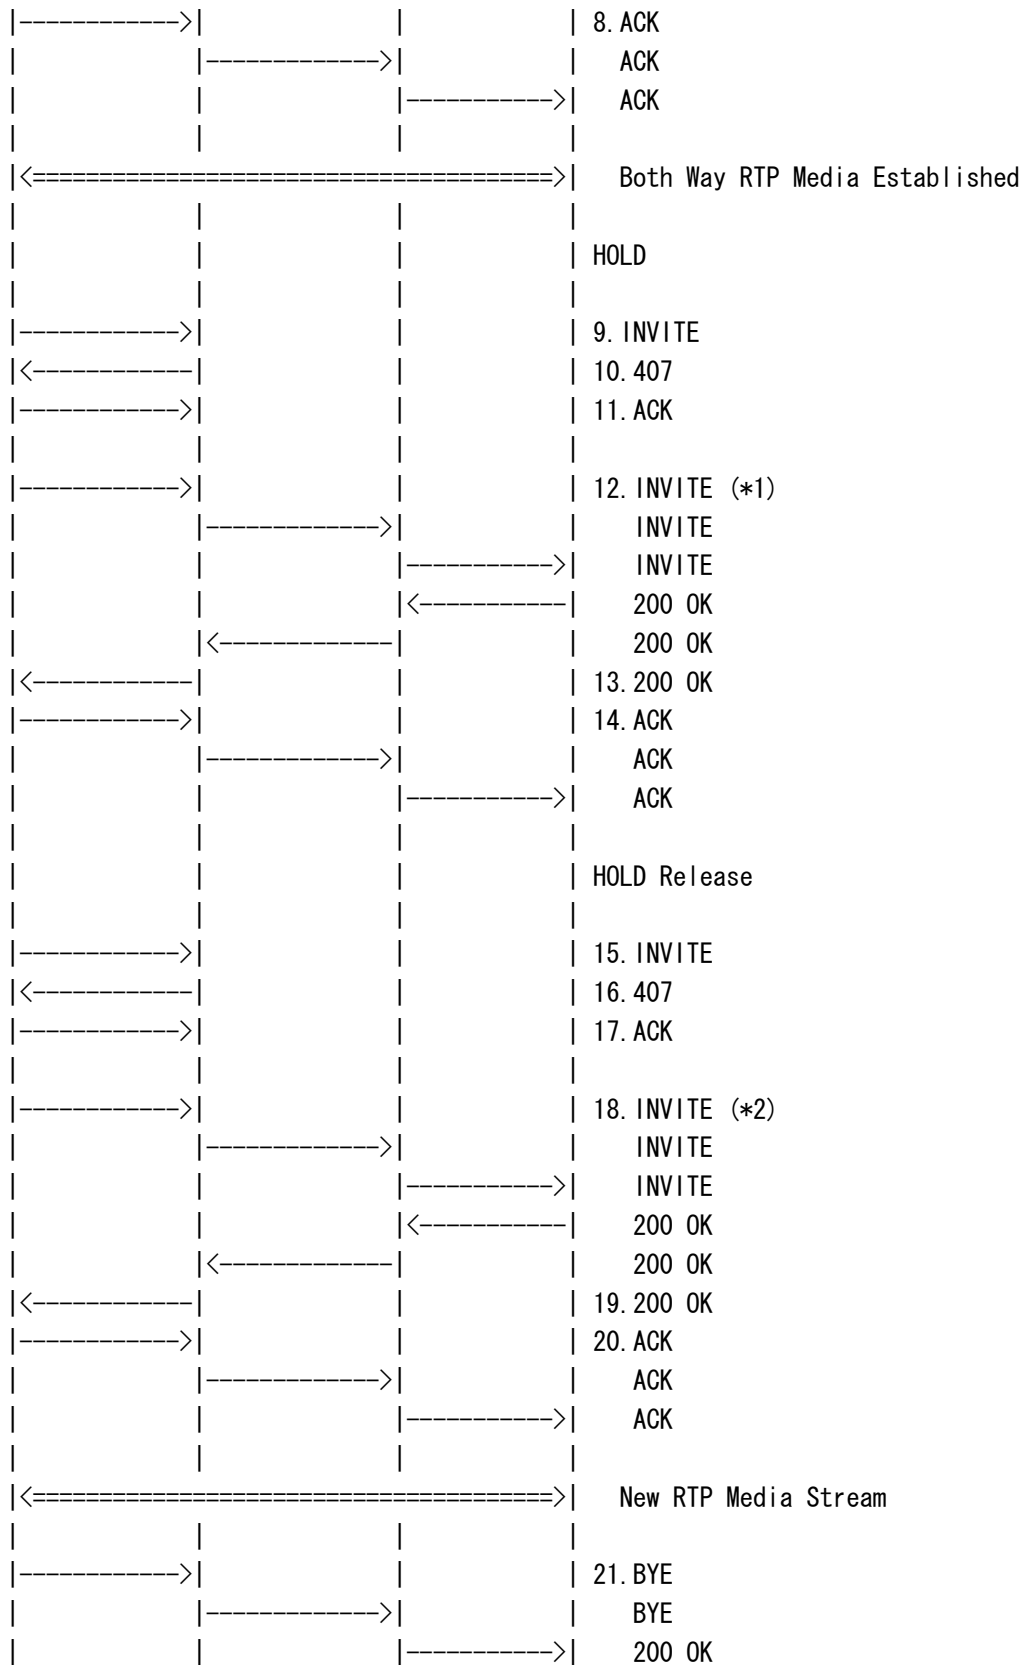 |------------>|              |            | 8.ACK
|             |------------->|            |   ACK
|             |              |----------->|   ACK
|             |              |            |
|<=======================================>|   Both Way RTP Media Established
|             |              |            |
|             |              |            | HOLD
|             |              |            |
|------------>|              |            | 9.INVITE
|<------------|              |            | 10.407
|------------>|              |            | 11.ACK
|             |              |            |
|------------>|              |            | 12.INVITE (*1)
|             |------------->|            |    INVITE
|             |              |----------->|    INVITE
|             |              |<-----------|    200 OK
|             |<-------------|            |    200 OK
|<------------|              |            | 13.200 OK
|------------>|              |            | 14.ACK
|             |------------->|            |    ACK
|             |              |----------->|    ACK
|             |              |            |
|             |              |            | HOLD Release
|             |              |            |
|------------>|              |            | 15.INVITE
|<------------|              |            | 16.407
|------------>|              |            | 17.ACK
|             |              |            |
|------------>|              |            | 18.INVITE (*2)
|             |------------->|            |    INVITE
|             |              |----------->|    INVITE
|             |              |<-----------|    200 OK
|             |<-------------|            |    200 OK
|<------------|              |            | 19.200 OK
|------------>|              |            | 20.ACK
|             |------------->|            |    ACK
|             |              |----------->|    ACK
|             |              |            |
|<=======================================>|   New RTP Media Stream
|             |              |            |
|------------>|              |            | 21.BYE
|             |------------->|            |    BYE
|             |              |----------->|    200 OK